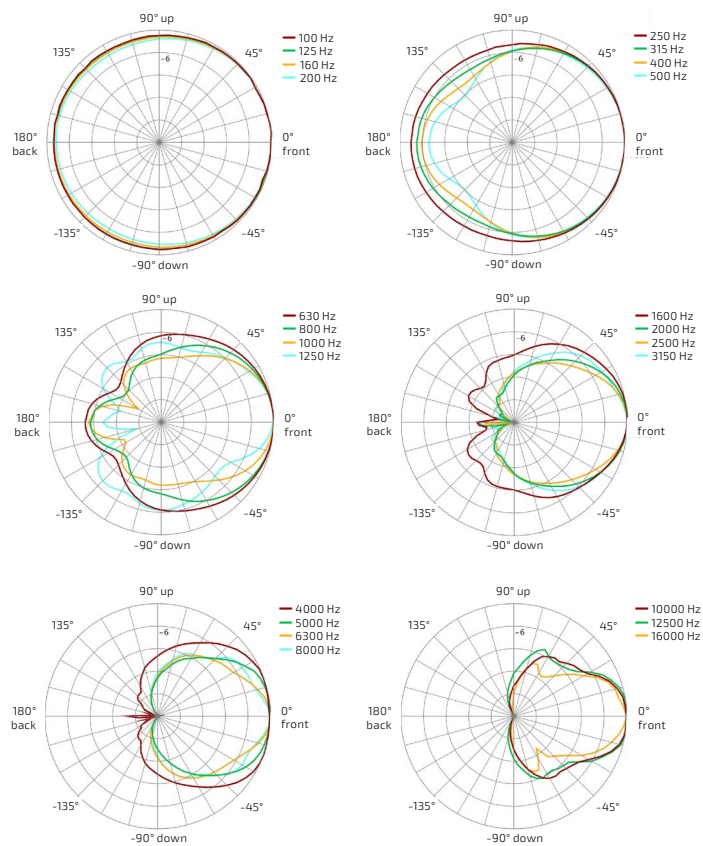 90° up
135°
45°
-6
180°
back
0°
front
-135°
-45°
-90° down
100 Hz
125 Hz
160 Hz
200 Hz
90° up
135°
45°
-6
180°
back
0°
front
-135°
-45°
-90° down
250 Hz
315 Hz
400 Hz
500 Hz
90° up
135°
45°
-6
180°
back
0°
front
-135°
-45°
-90° down
630 Hz
800 Hz
1000 Hz
1250 Hz
90° up
135°
45°
-6
180°
back
0°
front
-135°
-45°
-90° down
1600 Hz
2000 Hz
2500 Hz
3150 Hz
90° up
135°
45°
-6
180°
back
0°
front
-135°
-45°
-90° down
4000 Hz
5000 Hz
6300 Hz
8000 Hz
90° up
135°
45°
-6
180°
back
0°
front
-135°
-45°
-90° down
10000 Hz
12500 Hz
16000 Hz